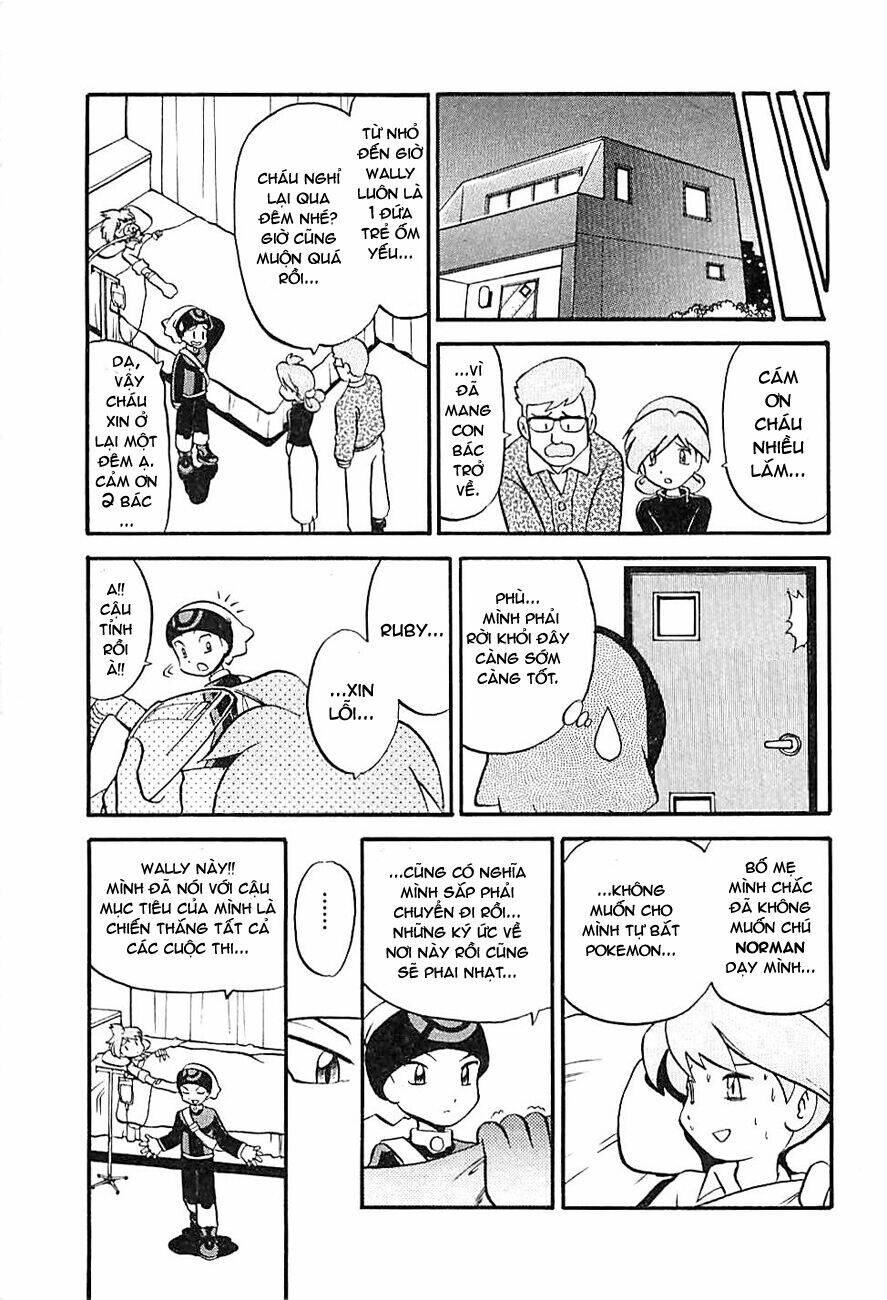 CÁM
ƠN
CHÁU
NHIỀU
LẮM...
...VÌ
ĐÃ
MANG
CON
BÁC
TRỞ
VỀ.
TỪ NHỎ
ĐẾN GIỜ
WALLY
LUÔN LÀ
1 ĐỨA
TRẺ ỐM
YẾU...
CHÁU NGHỈ
LẠI QUA
ĐÊM NHÉ?
GIỜ CŨNG
MUỘN QUÁ
RỒI...
DẠ,
VẬY
CHÁU
XIN Ở
LẠI MỘT
ĐÊM Ạ.
CẢM ƠN
2 BÁC
...
PHÙ...
MÌNH PHẢI
RỜI KHỎI ĐÂY
CÀNG SỚM
CÀNG TỐT.
RUBY...
...XIN
LỖI...
A!!
CẬU
TỈNH
RỒI
À!!
BỐ MẸ
MÌNH CHẮC
ĐÃ KHÔNG
MUỐN CHÚ
NORMAN
DẠY MÌNH...
...KHÔNG
MUỐN CHO
MÌNH TỰ BẮT
POKEMON...
...CŨNG CÓ NGHĨA
MÌNH SẮP PHẢI
CHUYỂN ĐI RỒI...
NHỮNG KÝ ỨC VỀ
NƠI NÀY RỒI CŨNG
SẼ PHAI NHẠT...
......
WALLY NÀY!!
MÌNH ĐÃ NÓI VỚI CẬU
MỤC TIÊU CỦA MÌNH LÀ
CHIẾN THẮNG TẤT CẢ
CÁC CUỘC THI...